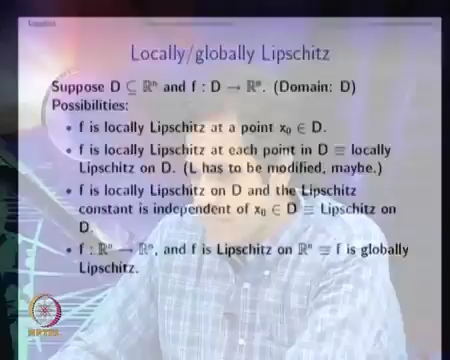 Locally/globally Lipschitz
Suppose D ⊆ ℝⁿ and f : D → ℝⁿ. (Domain: D)
Possibilities:
• f is locally Lipschitz at a point x₀ ∈ D.
• f is locally Lipschitz at each point in D ≡ locally
Lipschitz on D. (L has to be modified, maybe.)
• f is locally Lipschitz on D and the Lipschitz
constant is independent of x₀ ∈ D ≡ Lipschitz on
D.
• f : ℝⁿ → ℝⁿ, and f is Lipschitz on ℝⁿ ≡ f is globally
Lipschitz.
NPTEL